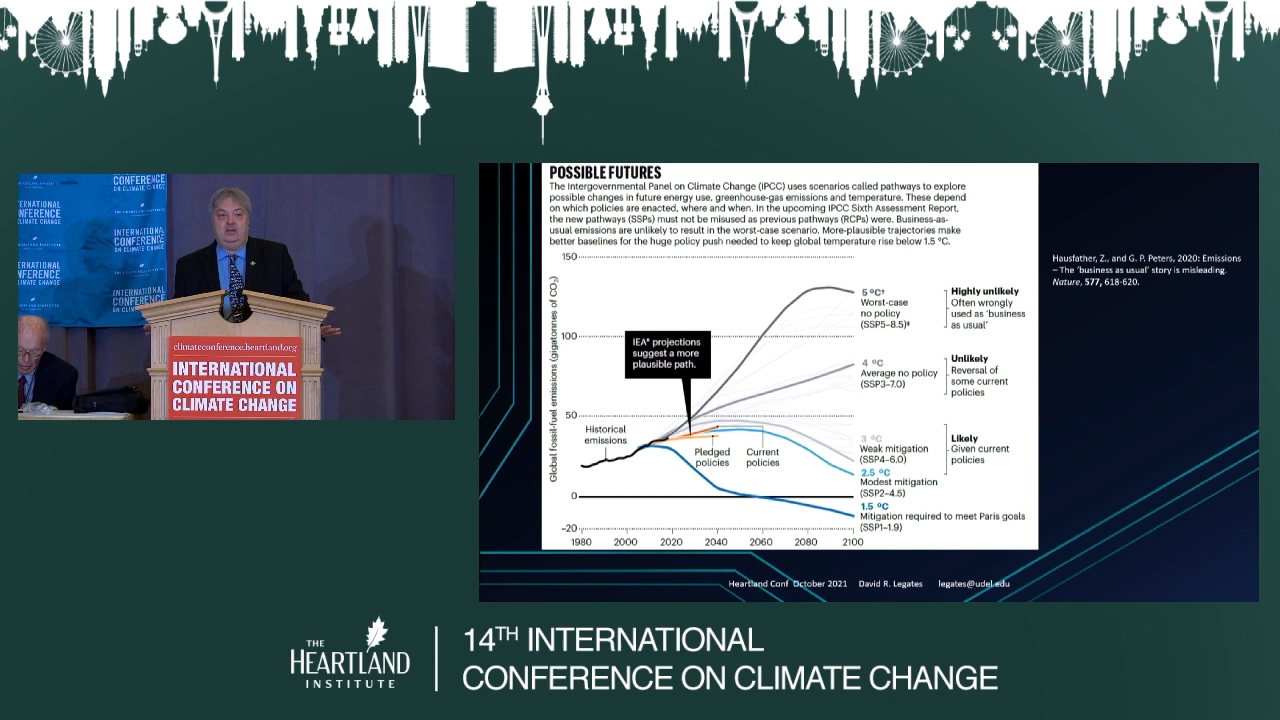 INTERNATIONAL
CONFERENCE
ON CLIMATE CHANGE
climateconference.heartland.org
INTERNATIONAL
CONFERENCE ON
CLIMATE CHANGE
POSSIBLE FUTURES
The Intergovernmental Panel on Climate Change (IPCC) uses scenarios called pathways to explore
possible changes in future energy use, greenhouse-gas emissions and temperature. These depend
on which policies are enacted, where and when. In the upcoming IPCC Sixth Assessment Report,
the new pathways (SSPs) must not be misused as previous pathways (RCPs) were. Business-as-
usual emissions are unlikely to result in the worst-case scenario. More-plausible trajectories make
better baselines for the huge policy push needed to keep global temperature rise below 1.5 °C.
Global fossil-fuel emissions (gigatonnes of CO₂)
150
100
50
0
−20
1980 2000 2020 2040 2060 2080 2100
IEA* projections
suggest a more
plausible path.
Historical
emissions
Pledged
policies
Current
policies
5 °C†
Worst-case
no policy
(SSP5–8.5)‡
Highly unlikely
Often wrongly
used as ‘business
as usual’
4 °C
Average no policy
(SSP3–7.0)
Unlikely
Reversal of
some current
policies
3 °C
Weak mitigation
(SSP4–6.0)
Likely
Given current
policies
2.5 °C
Modest mitigation
(SSP2–4.5)
1.5 °C
Mitigation required to meet Paris goals
(SSP1–1.9)
Hausfather, Z., and G. P. Peters, 2020: Emissions
– The ‘business as usual’ story is misleading.
Nature, 577, 618-620.
Heartland Conf October 2021 David R. Legates legates@udel.edu
THE
HEARTLAND
INSTITUTE
14TH INTERNATIONAL
CONFERENCE ON CLIMATE CHANGE